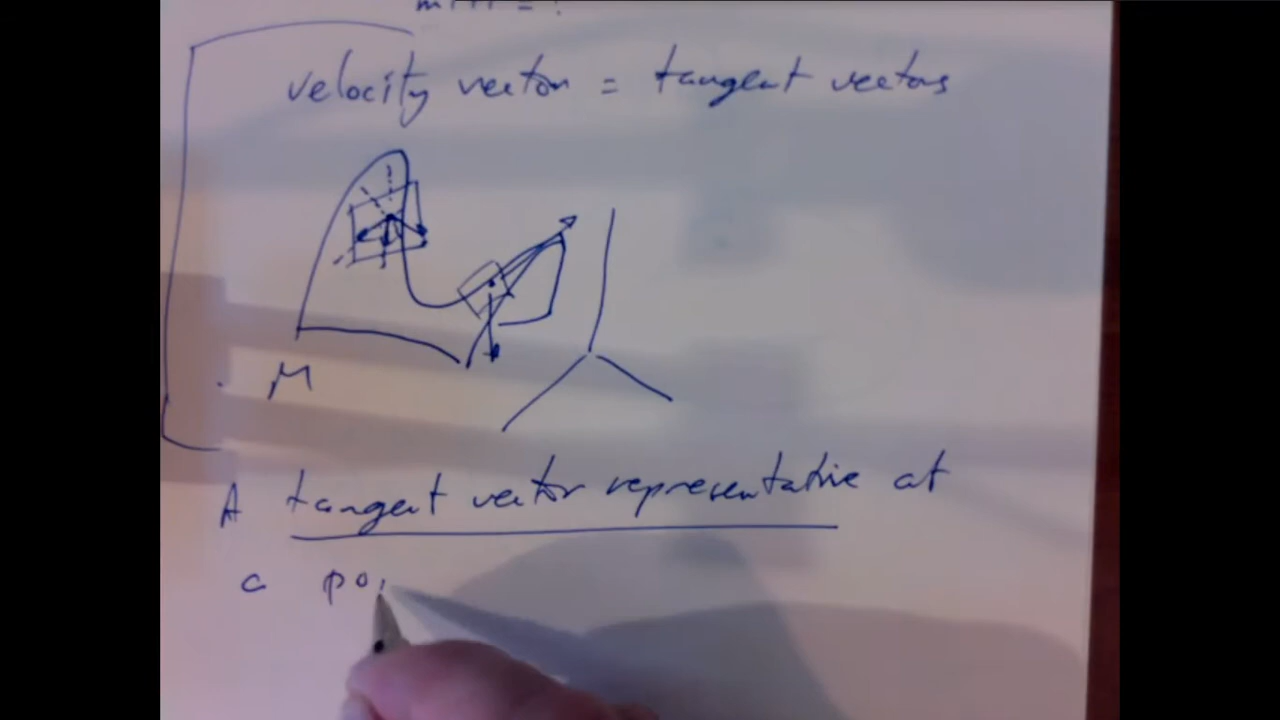 velocity vector = tangent vectors
M
A tangent vector representative at
a poi